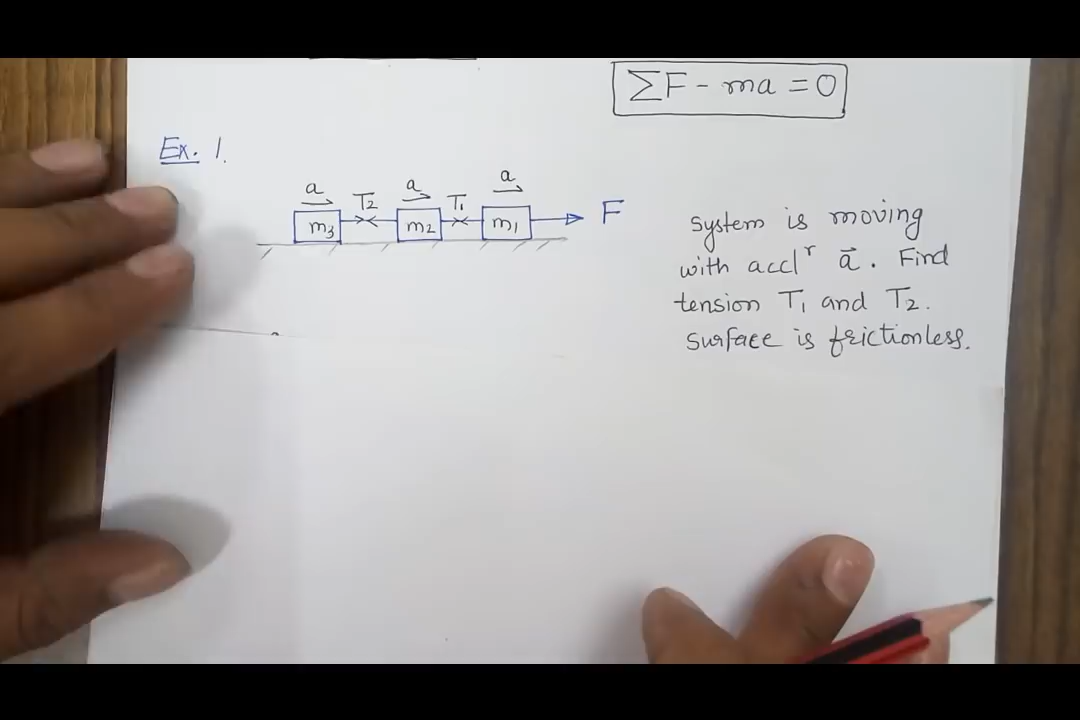 ∑F - ma = 0
Ex. 1.
a a a
T2 T1
m3 m2 m1 F
System is moving
with accl^r a⃗. Find
tension T1 and T2.
Surface is frictionless.